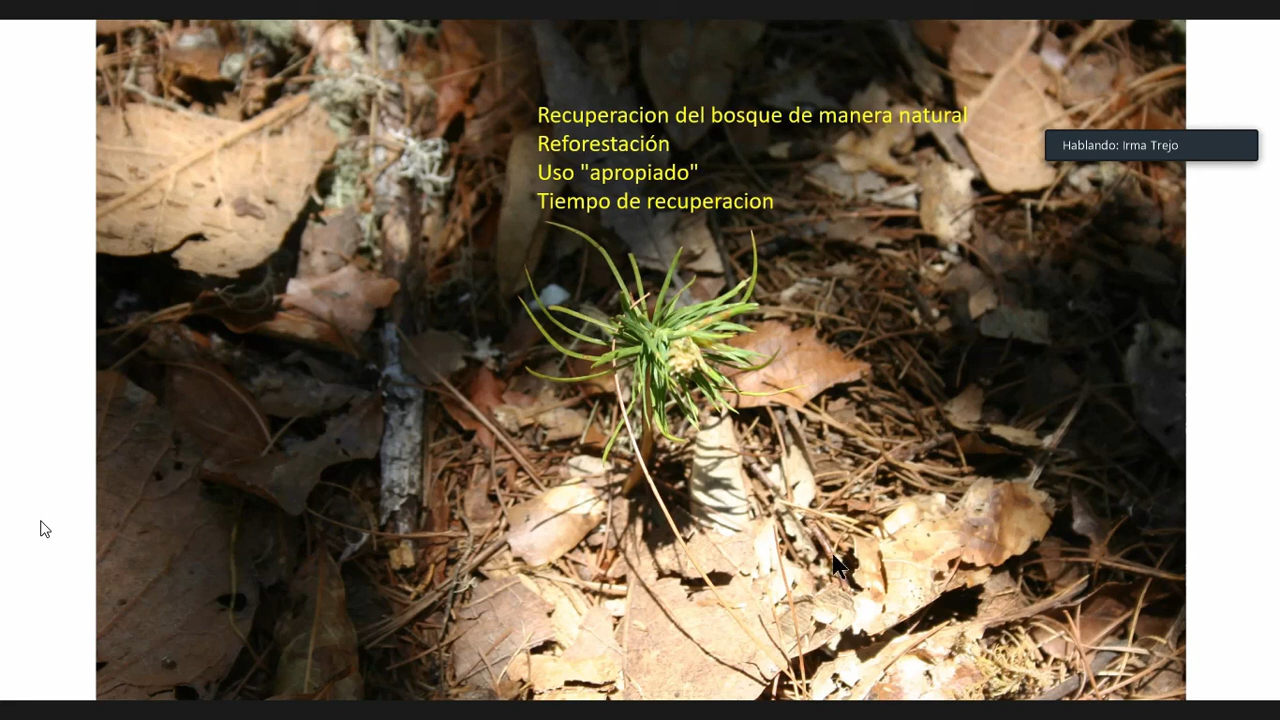 Recuperacion del bosque de manera natural
Reforestación
Uso "apropiado"
Tiempo de recuperacion
Hablando: Irma Trejo